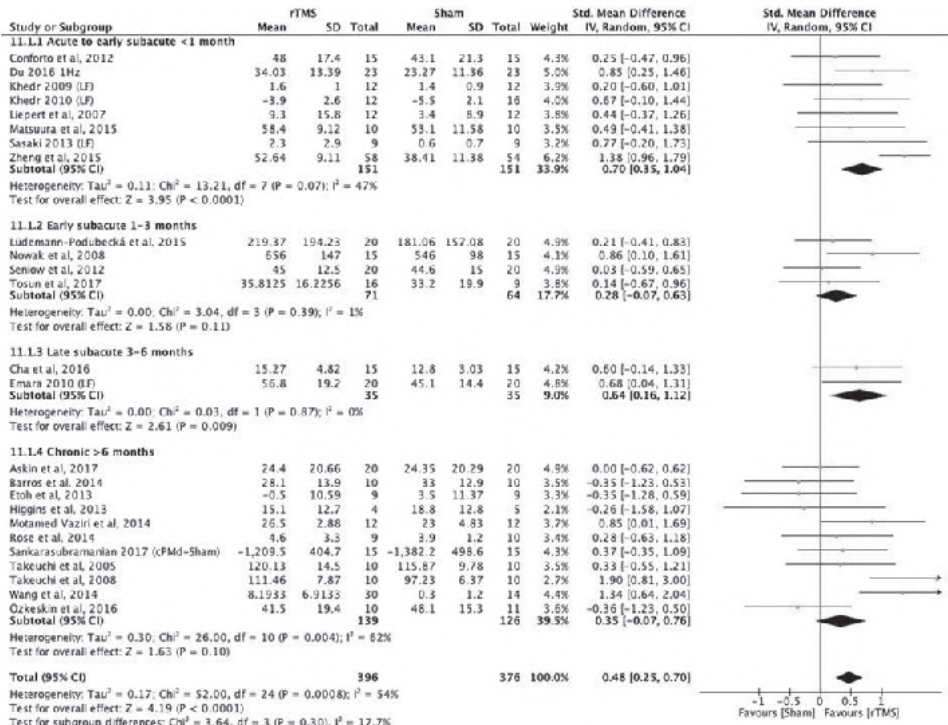 rTMS Sham Std. Mean Difference Std. Mean Difference
Study or Subgroup Mean SD Total Mean SD Total Weight IV, Random, 95% CI IV, Random, 95% CI
11.1.1 Acute to early subacute <1 month
Conforto et al, 2012 48 17.4 15 43.1 21.3 15 4.3% 0.25 [-0.47, 0.96]
Du 2016 1Hz 34.03 13.39 23 23.27 11.36 23 5.0% 0.85 [0.25, 1.46]
Khedr 2009 (LF) 1.6 1 12 1.4 0.9 12 3.8% 0.20 [-0.60, 1.01]
Khedr 2010 (LF) -3.9 2.6 12 -5.5 2.1 16 4.0% 0.67 [-0.10, 1.44]
Liepert et al, 2007 9.3 15.8 12 3.4 8.9 12 3.8% 0.44 [-0.37, 1.26]
Matsuura et al, 2015 58.4 9.12 10 53.1 11.58 10 3.4% 0.49 [-0.41, 1.38]
Sasaki 2013 (LF) 2.3 2.9 9 0.6 0.7 9 3.2% 0.77 [-0.20, 1.73]
Zheng et al, 2015 52.64 9.11 58 38.41 11.38 54 6.2% 1.38 [0.96, 1.79]
Subtotal (95% CI) 151 151 33.9% 0.70 [0.35, 1.04]
Heterogeneity: Tau² = 0.11; Chi² = 13.21, df = 7 (P = 0.07); I² = 47%
Test for overall effect: Z = 3.95 (P < 0.0001)
11.1.2 Early subacute 1-3 months
Lüdemann-Podubecká et al, 2015 219.37 194.23 20 181.06 157.08 20 4.9% 0.21 [-0.41, 0.83]
Nowak et al, 2008 656 147 15 546 98 15 4.1% 0.86 [0.10, 1.61]
Seniow et al, 2012 45 12.5 20 44.6 15 20 4.9% 0.03 [-0.59, 0.65]
Tosun et al, 2017 35.8125 16.2256 16 33.2 19.9 9 3.8% 0.14 [-0.67, 0.96]
Subtotal (95% CI) 71 64 17.7% 0.28 [-0.07, 0.63]
Heterogeneity: Tau² = 0.00; Chi² = 3.04, df = 3 (P = 0.39); I² = 1%
Test for overall effect: Z = 1.58 (P = 0.11)
11.1.3 Late subacute 3-6 months
Cha et al, 2016 15.27 4.82 15 12.8 3.03 15 4.2% 0.60 [-0.14, 1.33]
Emara 2010 (LF) 56.8 19.2 20 45.1 14.4 20 4.8% 0.68 [0.04, 1.31]
Subtotal (95% CI) 35 35 9.0% 0.64 [0.16, 1.12]
Heterogeneity: Tau² = 0.00; Chi² = 0.03, df = 1 (P = 0.87); I² = 0%
Test for overall effect: Z = 2.61 (P = 0.009)
11.1.4 Chronic >6 months
Askin et al, 2017 24.4 20.66 20 24.35 20.29 20 4.9% 0.00 [-0.62, 0.62]
Barros et al, 2014 28.1 13.9 10 33 12.9 10 3.5% -0.35 [-1.23, 0.53]
Etoh et al, 2013 -0.5 10.59 9 3.5 11.37 9 3.3% -0.35 [-1.28, 0.59]
Higgins et al, 2013 15.1 12.7 4 18.8 12.8 5 2.1% -0.26 [-1.58, 1.07]
Motamed Vaziri et al, 2014 26.5 2.88 12 23 4.83 12 3.7% 0.85 [0.01, 1.69]
Rose et al, 2014 4.6 3.3 9 3.9 1.2 10 3.4% 0.28 [-0.63, 1.18]
Sankarasubramanian 2017 (cPMd-Sham) -1,209.5 404.7 15 -1,382.2 498.6 15 4.3% 0.37 [-0.35, 1.09]
Takeuchi et al, 2005 120.13 14.5 10 115.87 9.78 10 3.5% 0.33 [-0.55, 1.21]
Takeuchi et al, 2008 111.46 7.87 10 97.23 6.37 10 2.7% 1.90 [0.81, 3.00]
Wang et al, 2014 8.1933 6.9133 30 0.3 1.2 14 4.4% 1.34 [0.64, 2.04]
Özkeskin et al, 2016 41.5 19.4 10 48.1 15.3 11 3.6% -0.36 [-1.23, 0.50]
Subtotal (95% CI) 139 126 39.5% 0.35 [-0.07, 0.76]
Heterogeneity: Tau² = 0.30; Chi² = 26.00, df = 10 (P = 0.004); I² = 62%
Test for overall effect: Z = 1.63 (P = 0.10)
Total (95% CI) 396 376 100.0% 0.48 [0.25, 0.70]
Heterogeneity: Tau² = 0.17; Chi² = 52.00, df = 24 (P = 0.0008); I² = 54%
Test for overall effect: Z = 4.19 (P < 0.0001)
Test for subgroup differences: Chi² = 3.64, df = 3 (P = 0.30), I² = 17.7%
-1 -0.5 0 0.5 1
Favours [Sham] Favours [rTMS]